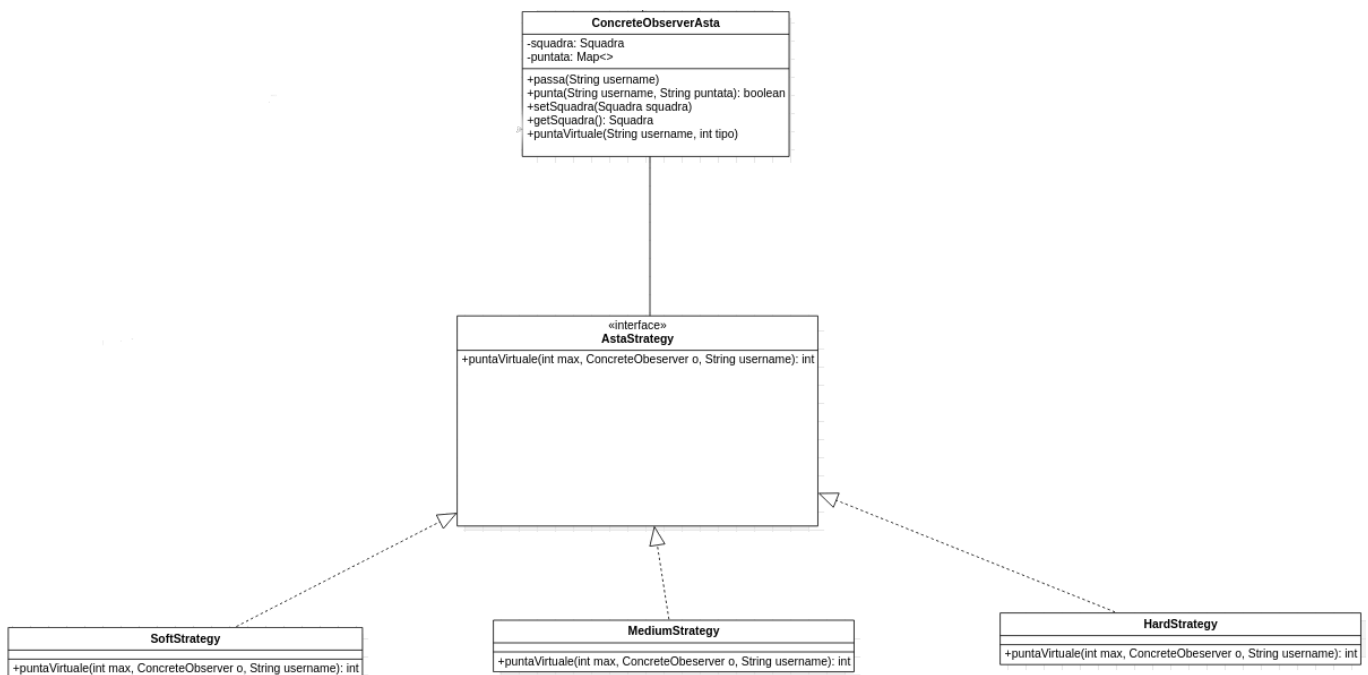 ConcreteObserverAsta
-squadra: Squadra
-puntata: Map<>
+passa(String username)
+punta(String username, String puntata): boolean
+setSquadra(Squadra squadra)
+getSquadra(): Squadra
+puntaVirtuale(String username, int tipo)
«interface»
AstaStrategy
+puntaVirtuale(int max, ConcreteObeserver o, String username): int
SoftStrategy
+puntaVirtuale(int max, ConcreteObserver o, String username): int
MediumStrategy
+puntaVirtuale(int max, ConcreteObeserver o, String username): int
HardStrategy
+puntaVirtuale(int max, ConcreteObeserver o, String username): int